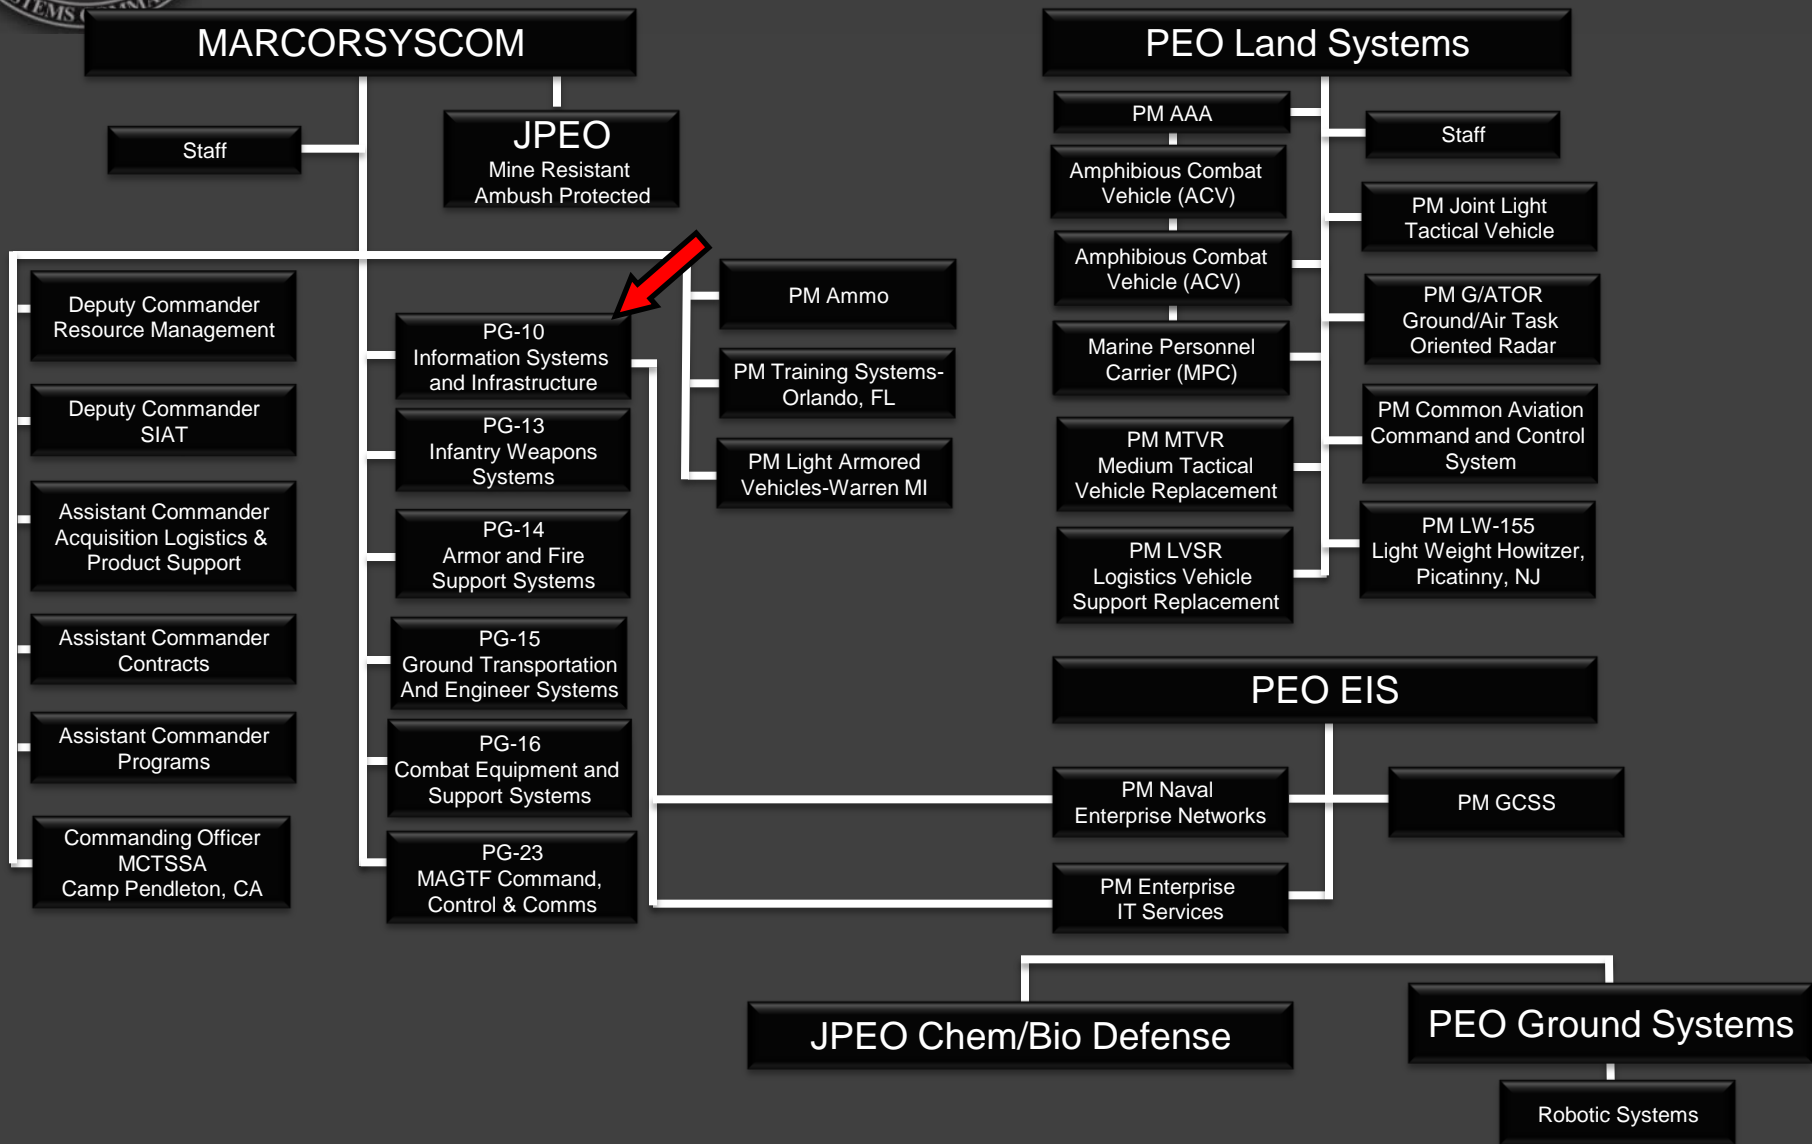 EMS COMMA
MARCORSYSCOM
Staff
JPEO
Mine Resistant
Ambush Protected
Deputy Commander
Resource Management
Deputy Commander
SIAT
Assistant Commander
Acquisition Logistics &
Product Support
Assistant Commander
Contracts
Assistant Commander
Programs
Commanding Officer
MCTSSA
Camp Pendleton, CA
PG-10
Information Systems
and Infrastructure
PG-13
Infantry Weapons
Systems
PG-14
Armor and Fire
Support Systems
PG-15
Ground Transportation
And Engineer Systems
PG-16
Combat Equipment and
Support Systems
PG-23
MAGTF Command,
Control & Comms
PM Ammo
PM Training Systems-
Orlando, FL
PM Light Armored
Vehicles-Warren MI
PEO Land Systems
PM AAA
Amphibious Combat
Vehicle (ACV)
Amphibious Combat
Vehicle (ACV)
Marine Personnel
Carrier (MPC)
PM MTVR
Medium Tactical
Vehicle Replacement
PM LVSR
Logistics Vehicle
Support Replacement
Staff
PM Joint Light
Tactical Vehicle
PM G/ATOR
Ground/Air Task
Oriented Radar
PM Common Aviation
Command and Control
System
PM LW-155
Light Weight Howitzer,
Picatinny, NJ
PEO EIS
PM Naval
Enterprise Networks
PM GCSS
PM Enterprise
IT Services
JPEO Chem/Bio Defense
PEO Ground Systems
Robotic Systems